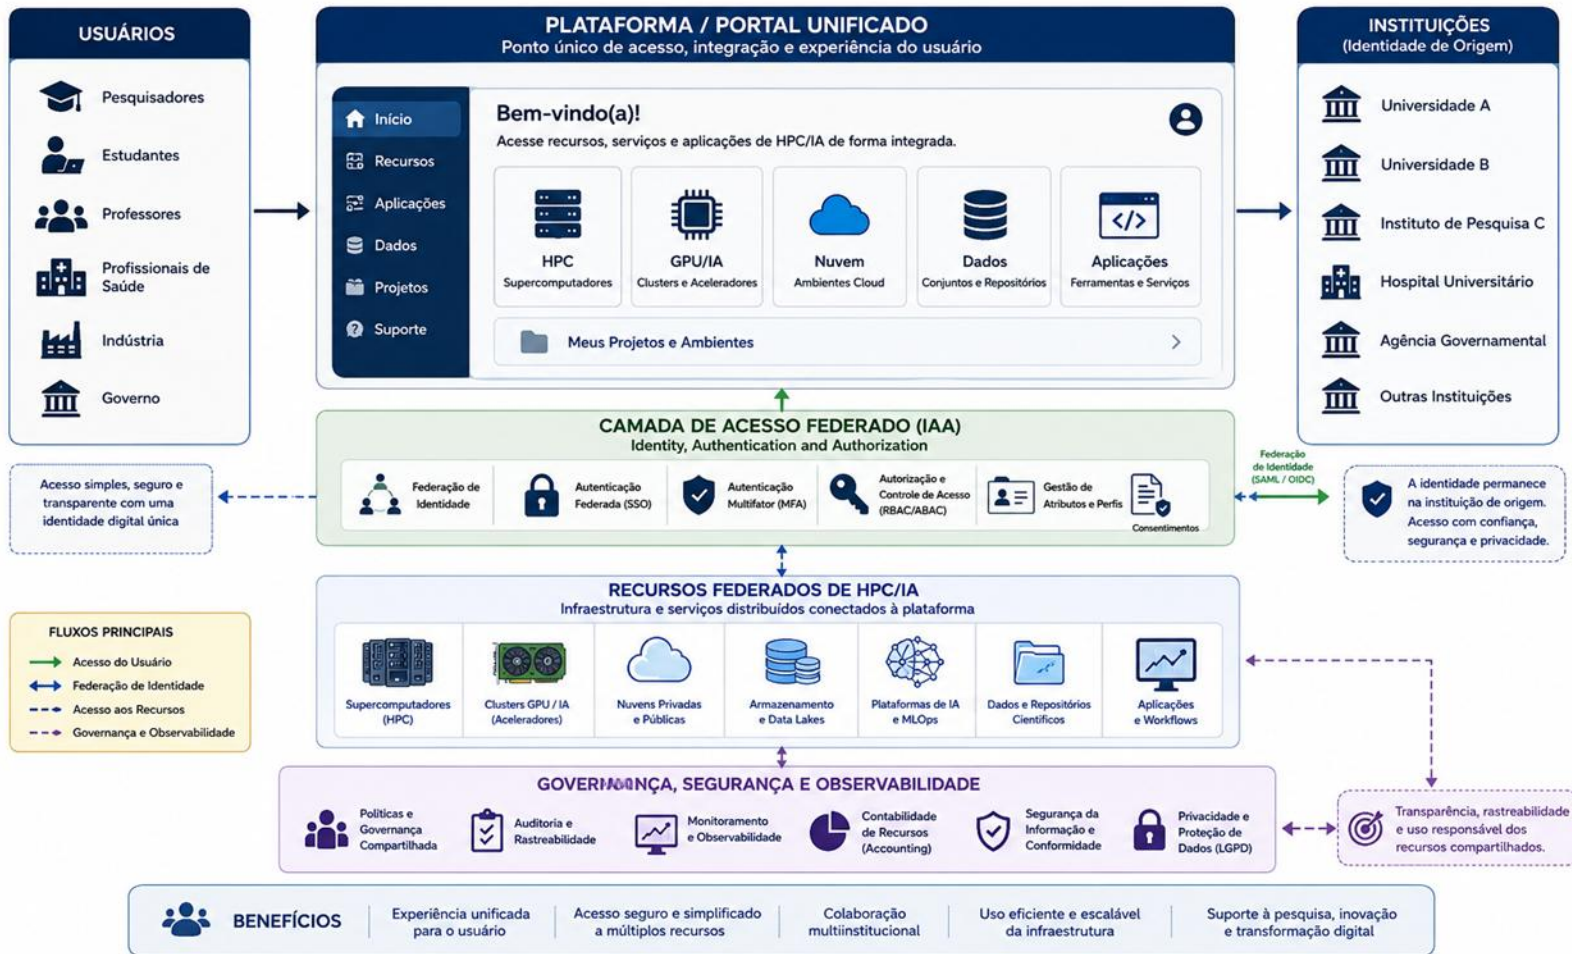 USUÁRIOS
Pesquisadores
Estudantes
Professores
Profissionais de
Saúde
Indústria
Governo
PLATAFORMA / PORTAL UNIFICADO
Ponto único de acesso, integração e experiência do usuário
Início
Recursos
Aplicações
Dados
Projetos
Suporte
Bem-vindo(a)!
Acesse recursos, serviços e aplicações de HPC/IA de forma integrada.
HPC
Supercomputadores
GPU/IA
Clusters e Aceleradores
Nuvem
Ambientes Cloud
Dados
Conjuntos e Repositórios
</>
Aplicações
Ferramentas e Serviços
Meus Projetos e Ambientes
INSTITUIÇÕES
(Identidade de Origem)
Universidade A
Universidade B
Instituto de Pesquisa C
Hospital Universitário
Agência Governamental
Outras Instituições
CAMADA DE ACESSO FEDERADO (IAA)
Identity, Authentication and Authorization
Federação de
Identidade
Autenticação
Federada (SSO)
Autenticação
Multifator (MFA)
Autorização e
Controle de Acesso
(RBAC/ABAC)
Gestão de
Atributos e Perfis
Consentimentos
Acesso simples, seguro e
transparente com uma
identidade digital única
Federação
de Identidade
(SAML / OIDC)
A identidade permanece
na instituição de origem.
Acesso com confiança,
segurança e privacidade.
RECURSOS FEDERADOS DE HPC/IA
Infraestrutura e serviços distribuídos conectados à plataforma
Supercomputadores
(HPC)
Clusters GPU / IA
(Aceleradores)
Nuvens Privadas
e Públicas
Armazenamento
e Data Lakes
Plataformas de IA
e MLOps
Dados e Repositórios
Científicos
Aplicações
e Workflows
FLUXOS PRINCIPAIS
Acesso do Usuário
Federação de Identidade
Acesso aos Recursos
Governança e Observabilidade
SEGURANÇA E OBSERVABILIDADE
Políticas e
Governança
Compartilhada
Auditoria e
Rastreabilidade
Monitoramento
e Observabilidade
Contabilidade
de Recursos
(Accounting)
Segurança da
Informação e
Conformidade
Privacidade e
Proteção de
Dados (LGPD)
Transparência, rastreabilidade
e uso responsável dos
recursos compartilhados.
BENEFÍCIOS
Experiência unificada
para o usuário
Acesso seguro e simplificado
a múltiplos recursos
Colaboração
multiinstitucional
Uso eficiente e escalável
da infraestrutura
Suporte à pesquisa, inovação
e transformação digital